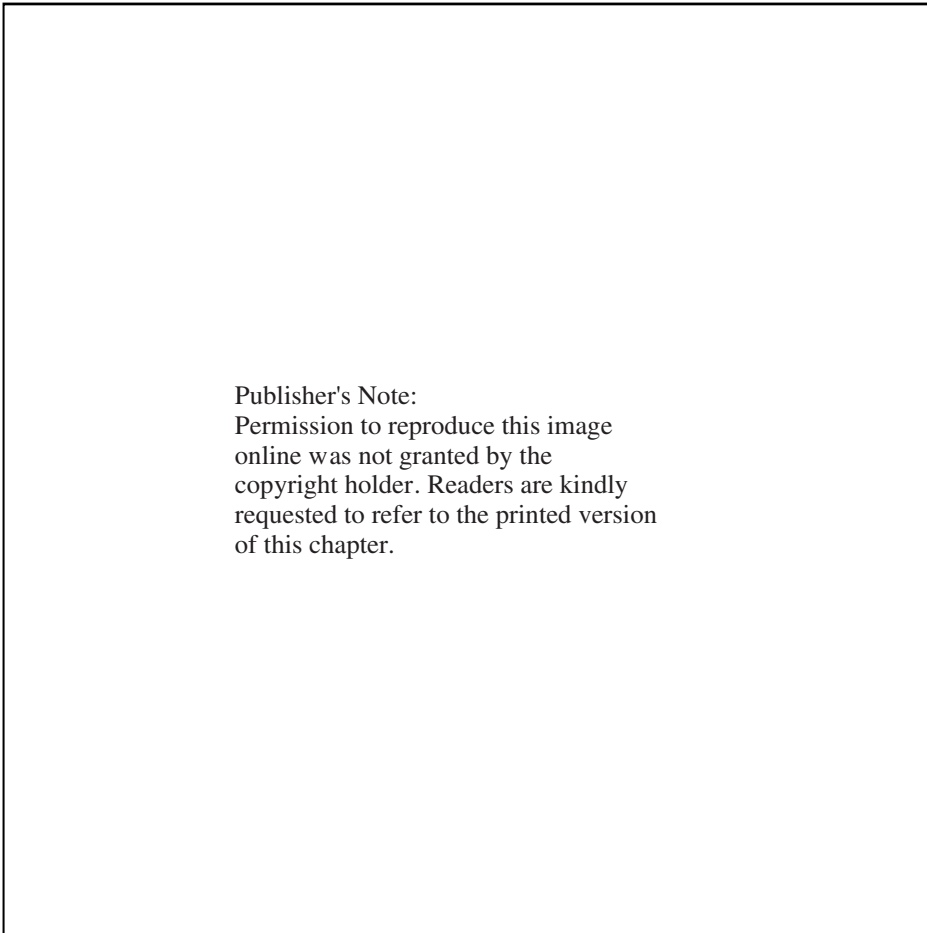 Publisher's Note:
Permission to reproduce this image
online was not granted by the
copyright holder. Readers are kindly
requested to refer to the printed version
of this chapter.